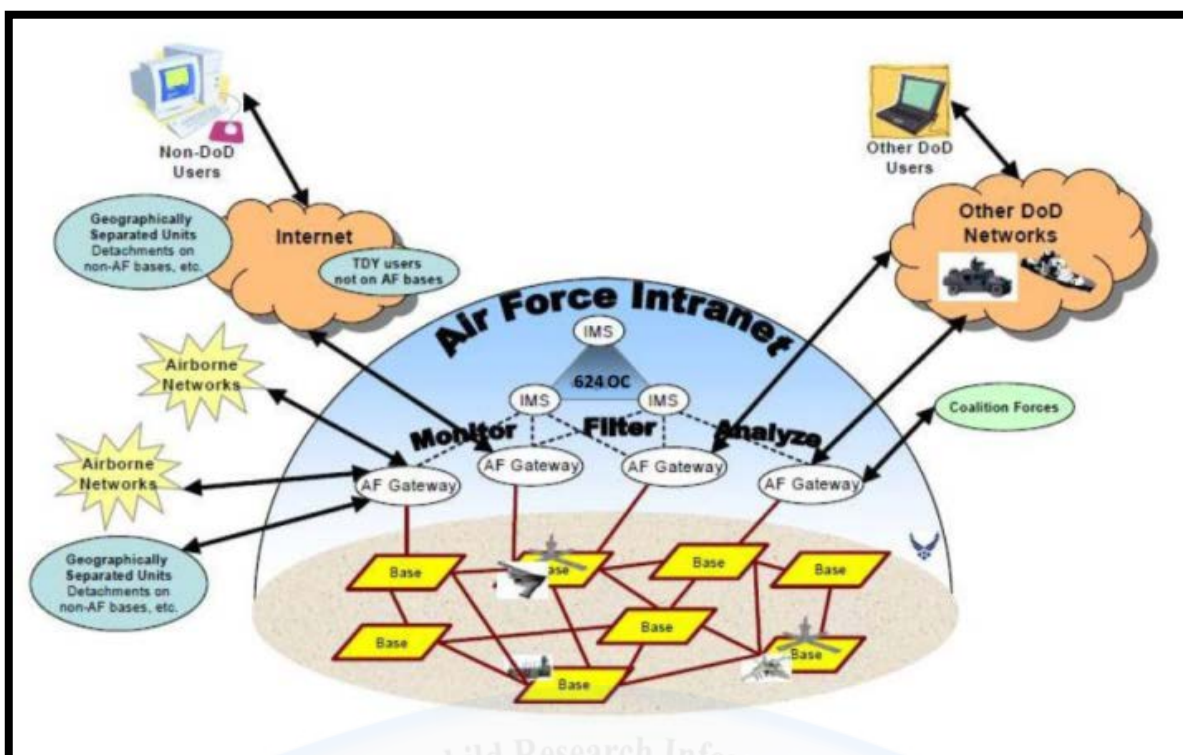 Non-DoD
Users
Other DoD
Users
Geographically
Separated Units
Detachments on
non-AF bases, etc.
Internet
TDY users
not on AF bases
Other DoD
Networks
Air Force Intranet
IMS
624 OC
IMS
IMS
Airborne
Networks
Monitor
Filter
Analyze
Coalition Forces
AF Gateway
AF Gateway
AF Gateway
AF Gateway
Airborne
Networks
Geographically
Separated Units
Detachments on
non-AF bases, etc.
Base
Base
Base
Base
Base
Base
Base
Base
Research